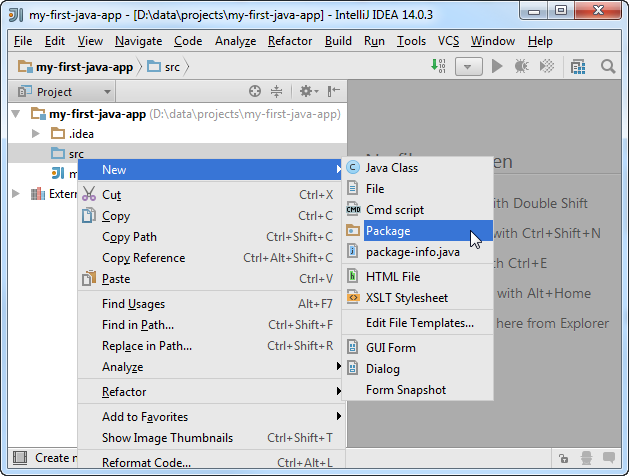 my-first-java-app - [D:\data\projects\my-first-java-app] - IntelliJ IDEA 14.0.3
File Edit View Navigate Code Analyze Refactor Build Run Tools VCS Window Help
my-first-java-app src
Project
my-first-java-app (D:\data\projects\my-first-java-app)
.idea
src
m
Extern
New
Cut Ctrl+X
Copy Ctrl+C
Copy Path Ctrl+Shift+C
Copy Reference Ctrl+Alt+Shift+C
Paste Ctrl+V
Find Usages Alt+F7
Find in Path... Ctrl+Shift+F
Replace in Path... Ctrl+Shift+R
Analyze
Refactor
Add to Favorites
Show Image Thumbnails Ctrl+Shift+T
Reformat Code... Ctrl+Alt+L
Java Class
File
CMD Cmd script
Package
package-info.java
HTML File
XSLT Stylesheet
Edit File Templates...
GUI Form
Dialog
Form Snapshot
en
with Double Shift
with Ctrl+Shift+N
Ctrl+E
with Alt+Home
here from Explorer
Create n